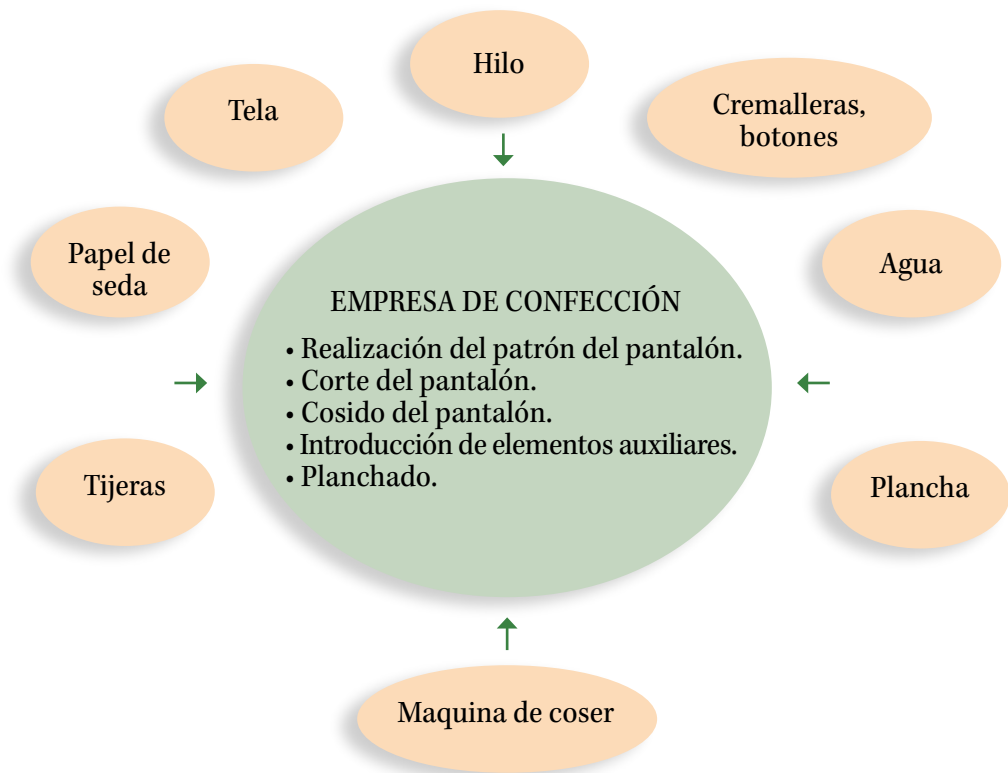 Hilo
Tela
Cremalleras,
botones
Papel de
seda
Agua
EMPRESA DE CONFECCIÓN
• Realización del patrón del pantalón.
• Corte del pantalón.
• Cosido del pantalón.
• Introducción de elementos auxiliares.
• Planchado.
Tijeras
Plancha
Maquina de coser